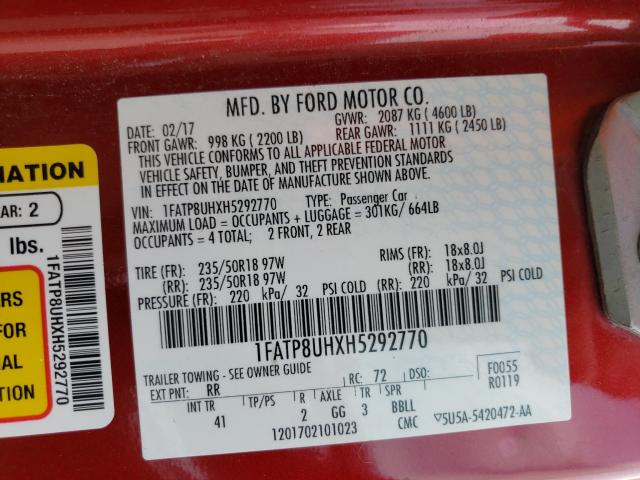 MFD. BY FORD MOTOR CO.
DATE: 02/17 GVWR: 2087 KG ( 4600 LB)
FRONT GAWR: 998 KG ( 2200 LB) REAR GAWR: 1111 KG ( 2450 LB)
THIS VEHICLE CONFORMS TO ALL APPLICABLE FEDERAL MOTOR
VEHICLE SAFETY, BUMPER, AND THEFT PREVENTION STANDARDS
IN EFFECT ON THE DATE OF MANUFACTURE SHOWN ABOVE.
VIN: 1FATP8UHXH5292770 TYPE: Passenger Car
MAXIMUM LOAD = OCCUPANTS + LUGGAGE = 301KG/ 664LB
OCCUPANTS = 4 TOTAL; 2 FRONT, 2 REAR
TIRE (FR): 235/50R18 97W RIMS (FR): 18x8.0J
(RR): 235/50R18 97W (RR): 18x8.0J
PRESSURE (FR): 220 kPa/ 32 PSI COLD (RR): 220 kPa/ 32 PSI COLD
1FATP8UHXH5292770
TRAILER TOWING - SEE OWNER GUIDE
EXT PNT: RR RC: 72 DSO: F0055
R0119
INT TR TP/PS R AXLE TR SPR
41 2 GG 3 BBLL
1201702101023 CMC ▽5U5A-5420472-AA
MATION
AR: 2
lbs.
1FATP8UHXH5292770
ERS
FOR
AL
TION